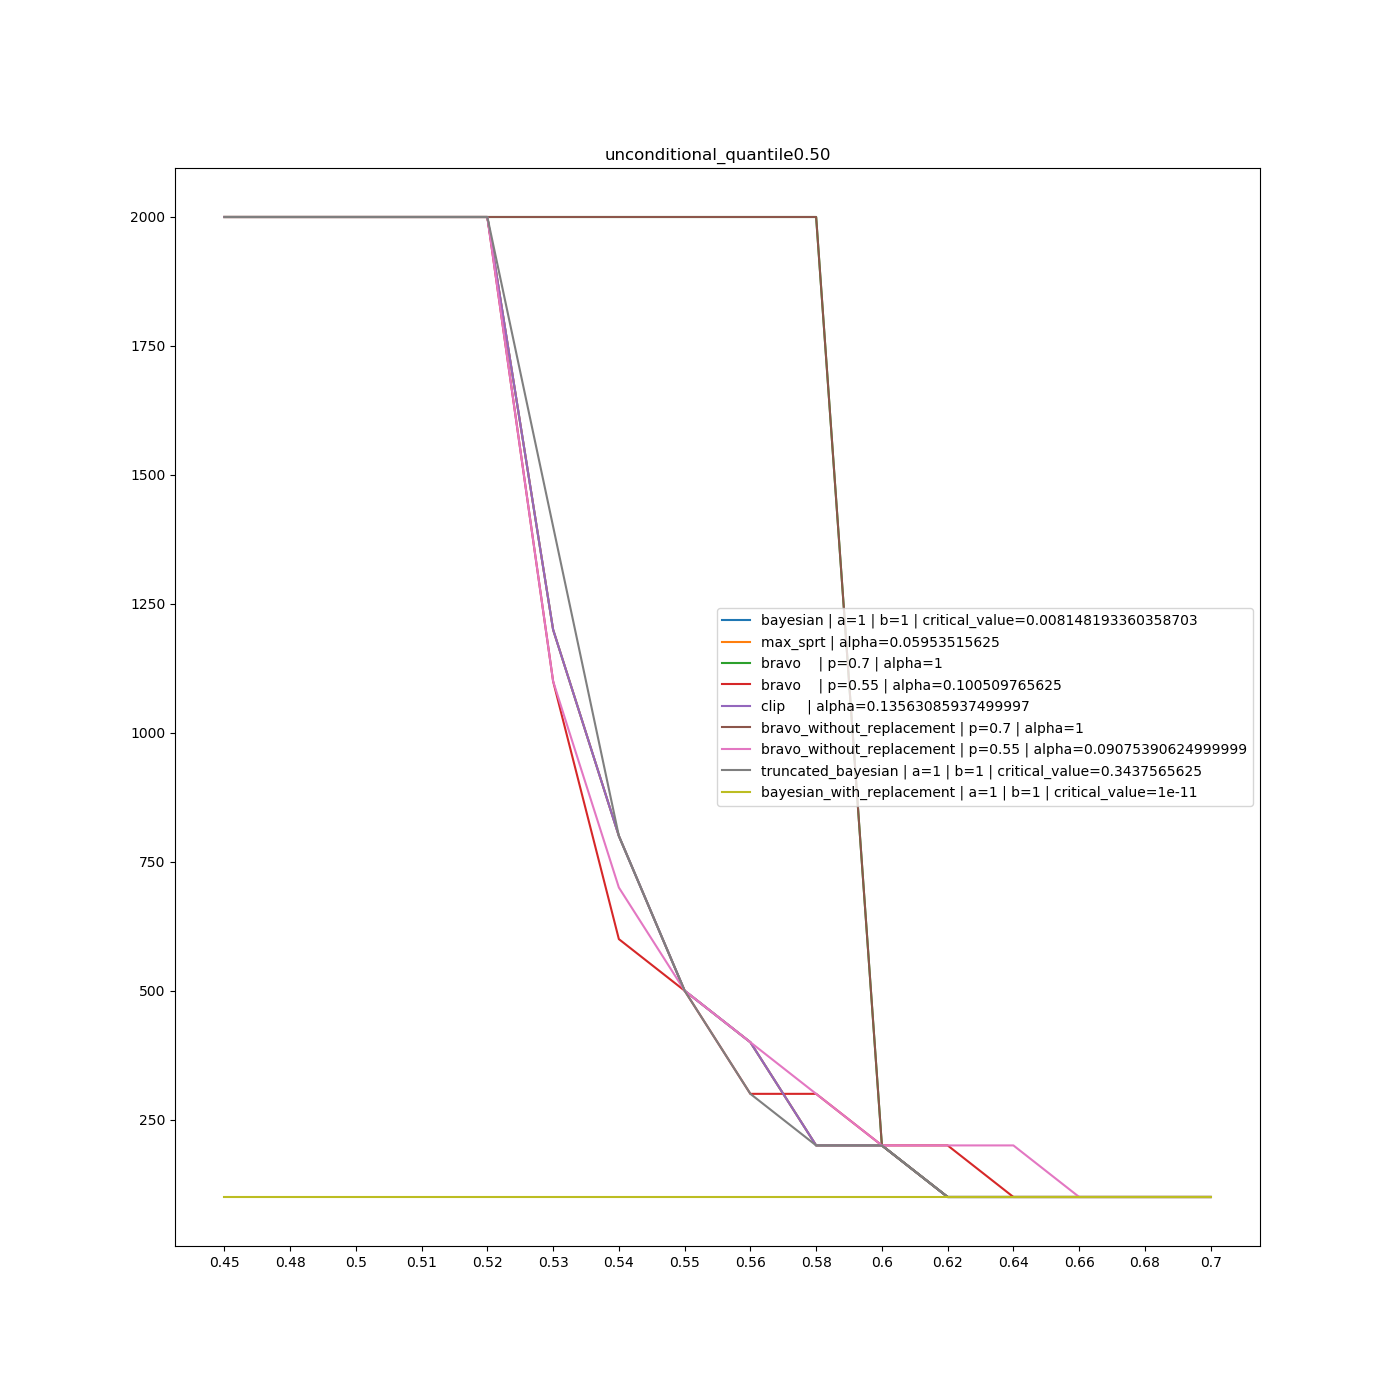 unconditional_quantile0.50
2000
1750
1500
1250
1000
750
500
250
bayesian | a=1 | b=1 | critical_value=0.008148193360358703
max_sprt | alpha=0.05953515625
bravo    | p=0.7 | alpha=1
bravo    | p=0.55 | alpha=0.100509765625
clip     | alpha=0.13563085937499997
bravo_without_replacement | p=0.7 | alpha=1
bravo_without_replacement | p=0.55 | alpha=0.09075390624999999
truncated_bayesian | a=1 | b=1 | critical_value=0.3437565625
bayesian_with_replacement | a=1 | b=1 | critical_value=1e-11
0.45 0.48 0.5 0.51 0.52 0.53 0.54 0.55 0.56 0.58 0.6 0.62 0.64 0.66 0.68 0.7